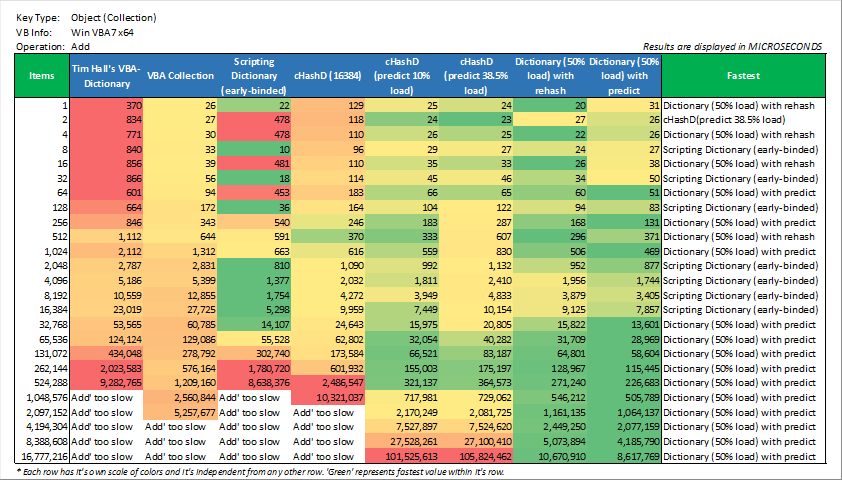 Key Type: Object (Collection)
VB Info: Win VBA7 x64
Operation: Add
Results are displayed in MICROSECONDS
Items Tim Hall's VBA-Dictionary VBA Collection Scripting Dictionary (early-binded) cHashD (16384) cHashD (predict 10% load) cHashD (predict 38.5% load) Dictionary (50% load) with rehash Dictionary (50% load) with predict Fastest
1 370 26 22 129 25 24 20 31 Dictionary (50% load) with rehash
2 834 27 478 118 24 23 27 26 cHashD(predict 38.5% load)
4 771 30 478 110 26 25 22 26 Dictionary (50% load) with rehash
8 840 33 10 96 29 27 24 27 Scripting Dictionary (early-binded)
16 856 39 481 110 35 33 26 38 Dictionary (50% load) with rehash
32 866 56 18 114 45 46 34 50 Scripting Dictionary (early-binded)
64 601 94 453 183 66 65 60 51 Dictionary (50% load) with predict
128 664 172 36 164 104 122 94 83 Scripting Dictionary (early-binded)
256 846 343 540 246 183 287 168 131 Dictionary (50% load) with predict
512 1,112 644 591 370 333 607 296 371 Dictionary (50% load) with rehash
1,024 2,112 1,312 663 616 559 830 506 469 Dictionary (50% load) with predict
2,048 2,787 2,831 810 1,090 992 1,132 952 877 Scripting Dictionary (early-binded)
4,096 5,186 5,399 1,377 2,032 1,811 2,410 1,956 1,744 Scripting Dictionary (early-binded)
8,192 10,559 12,855 1,754 4,272 3,949 4,833 3,879 3,405 Scripting Dictionary (early-binded)
16,384 23,019 27,725 5,298 9,959 7,449 10,154 9,125 7,857 Scripting Dictionary (early-binded)
32,768 53,565 60,785 14,107 24,643 15,975 20,805 15,822 13,601 Dictionary (50% load) with predict
65,536 124,124 129,086 55,528 62,802 32,054 40,282 31,709 28,969 Dictionary (50% load) with predict
131,072 434,048 278,792 302,740 173,584 66,521 83,187 64,801 58,604 Dictionary (50% load) with predict
262,144 2,023,583 576,164 1,780,720 601,932 155,003 175,197 128,967 115,445 Dictionary (50% load) with predict
524,288 9,282,765 1,209,160 8,638,376 2,486,547 321,137 364,573 271,240 226,683 Dictionary (50% load) with predict
1,048,576 Add' too slow 2,560,844 Add' too slow 10,321,037 717,981 729,062 546,212 505,789 Dictionary (50% load) with predict
2,097,152 Add' too slow 5,257,677 Add' too slow Add' too slow 2,170,249 2,081,725 1,161,135 1,064,137 Dictionary (50% load) with predict
4,194,304 Add' too slow Add' too slow Add' too slow Add' too slow 7,527,897 7,524,620 2,449,250 2,077,159 Dictionary (50% load) with predict
8,388,608 Add' too slow Add' too slow Add' too slow Add' too slow 27,528,261 27,100,410 5,073,894 4,185,790 Dictionary (50% load) with predict
16,777,216 Add' too slow Add' too slow Add' too slow Add' too slow 101,525,613 105,824,462 10,670,910 8,617,769 Dictionary (50% load) with predict
* Each row has it's own scale of colors and it's independent from any other row. 'Green' represents fastest value within it's row.